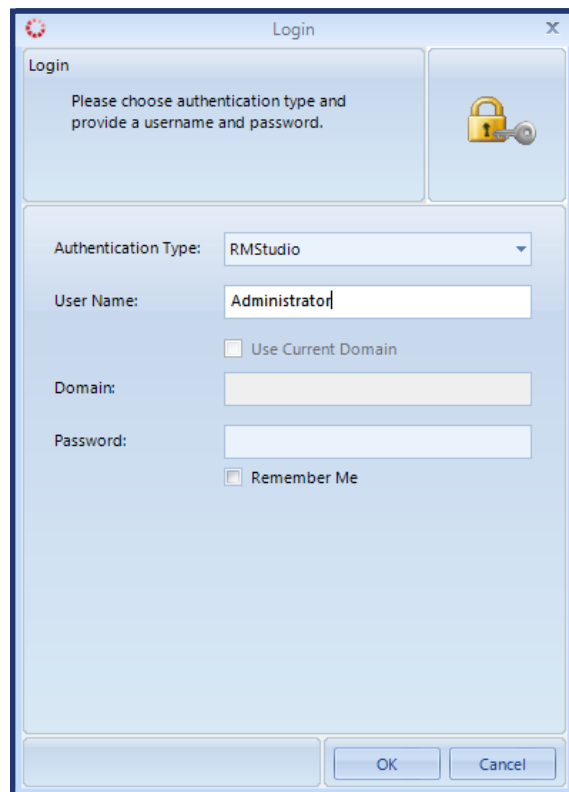 Login
Login
Please choose authentication type and
provide a username and password.
Authentication Type: RMStudio
User Name: Administrator
Use Current Domain
Domain:
Password:
Remember Me
OK Cancel